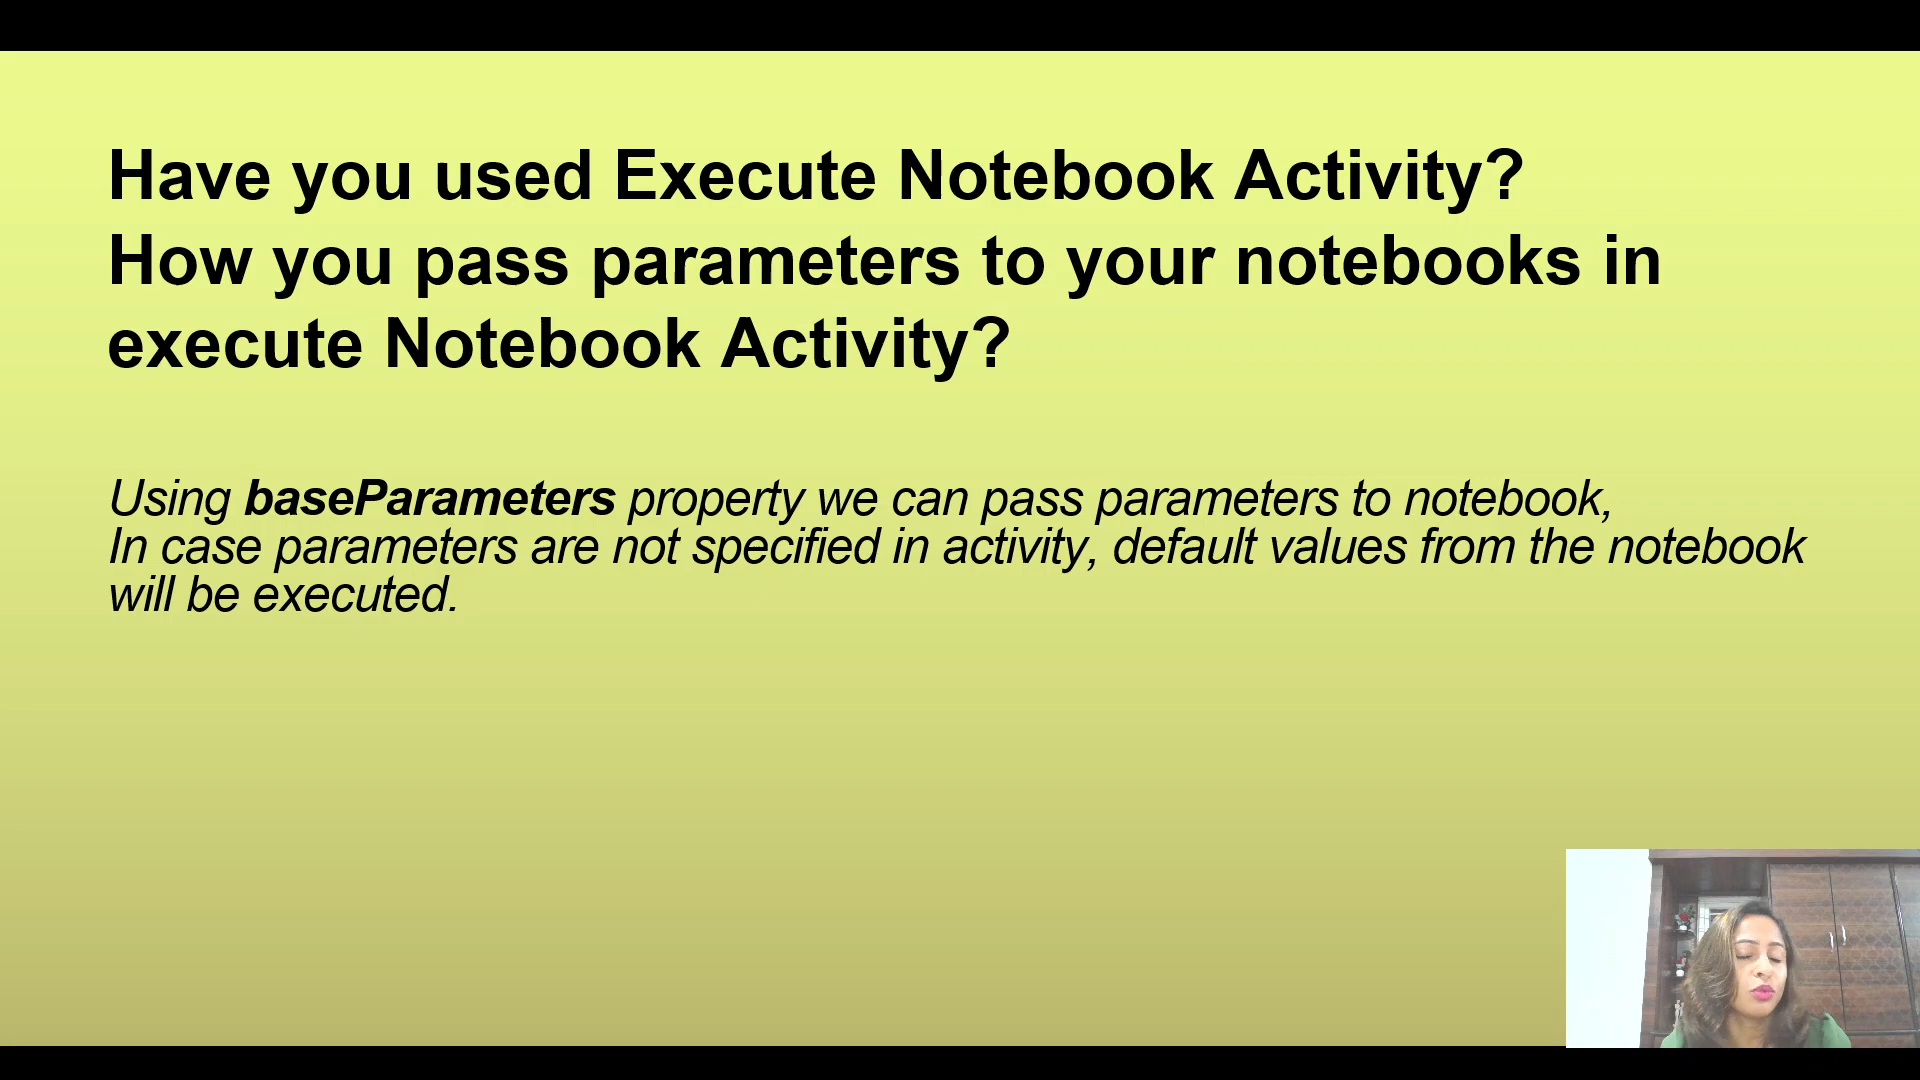 Have you used Execute Notebook Activity?
How you pass parameters to your notebooks in
execute Notebook Activity?
Using baseParameters property we can pass parameters to notebook,
In case parameters are not specified in activity, default values from the notebook
will be executed.